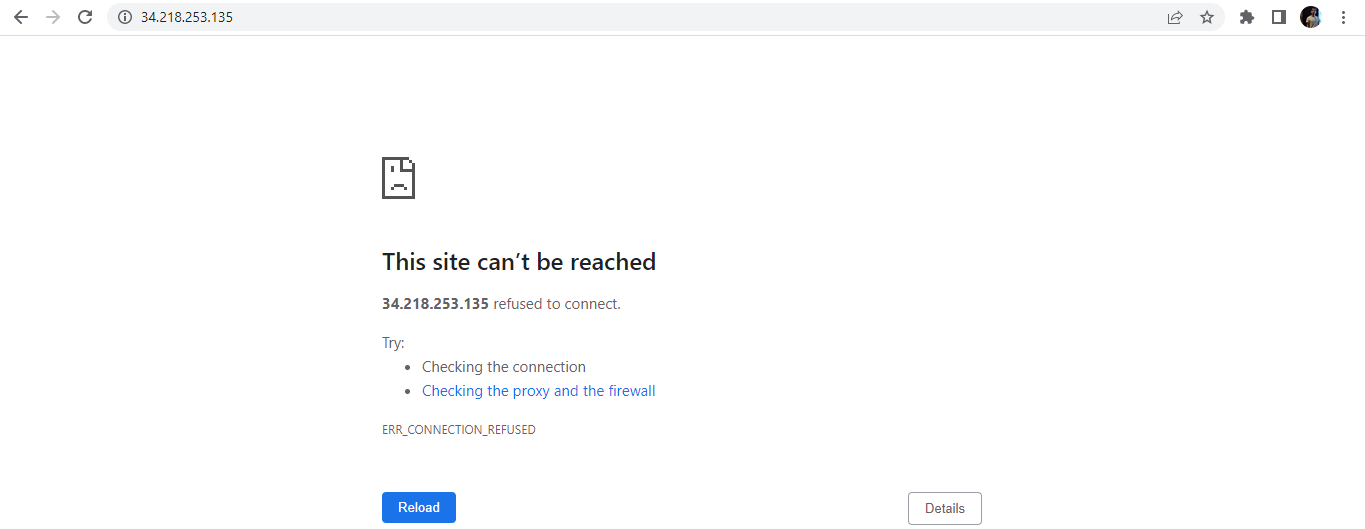 34.218.253.135
This site can’t be reached
34.218.253.135 refused to connect.
Try:
• Checking the connection
• Checking the proxy and the firewall
ERR_CONNECTION_REFUSED
Reload
Details